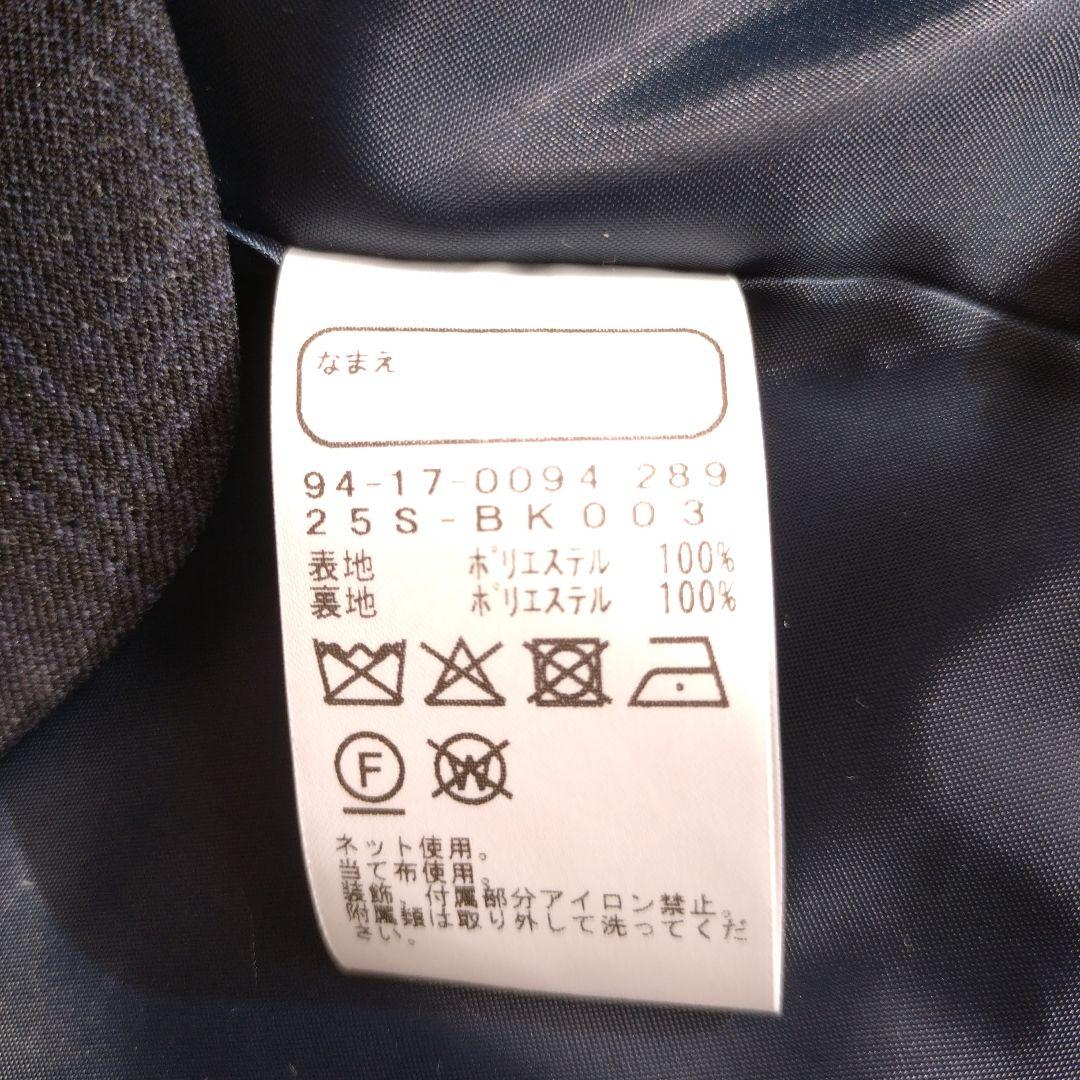 なまえ
94-17-0094 289
25S-BK003
表地 ポリエステル 100%
裏地 ポリエステル 100%
F
W
ネット使用。
当て布使用。
装飾、付属部分アイロン禁止。
附属類は取り外して洗ってくだ
さい。